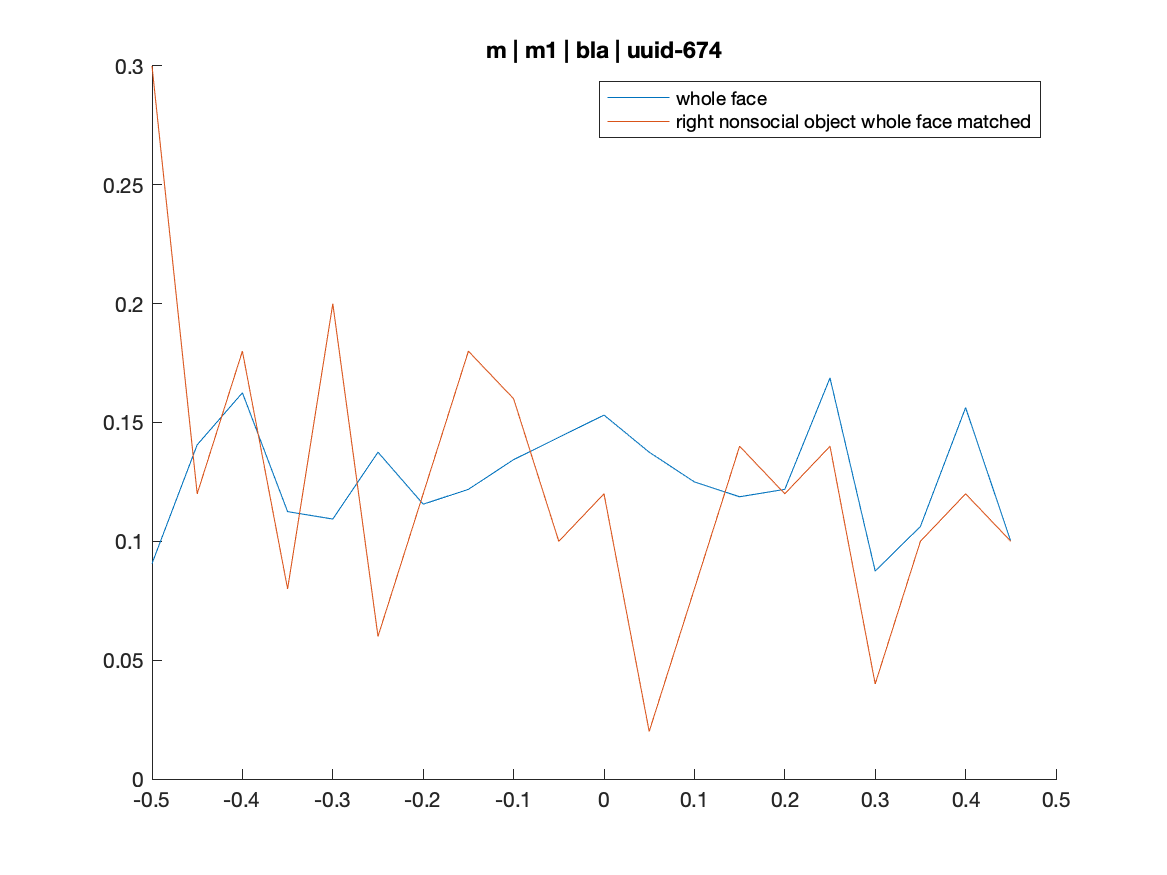 m | m1 | bla | uuid-674
whole face
right nonsocial object whole face matched
0.3
0.25
0.2
0.15
0.1
0.05
0
-0.5 -0.4 -0.3 -0.2 -0.1 0 0.1 0.2 0.3 0.4 0.5